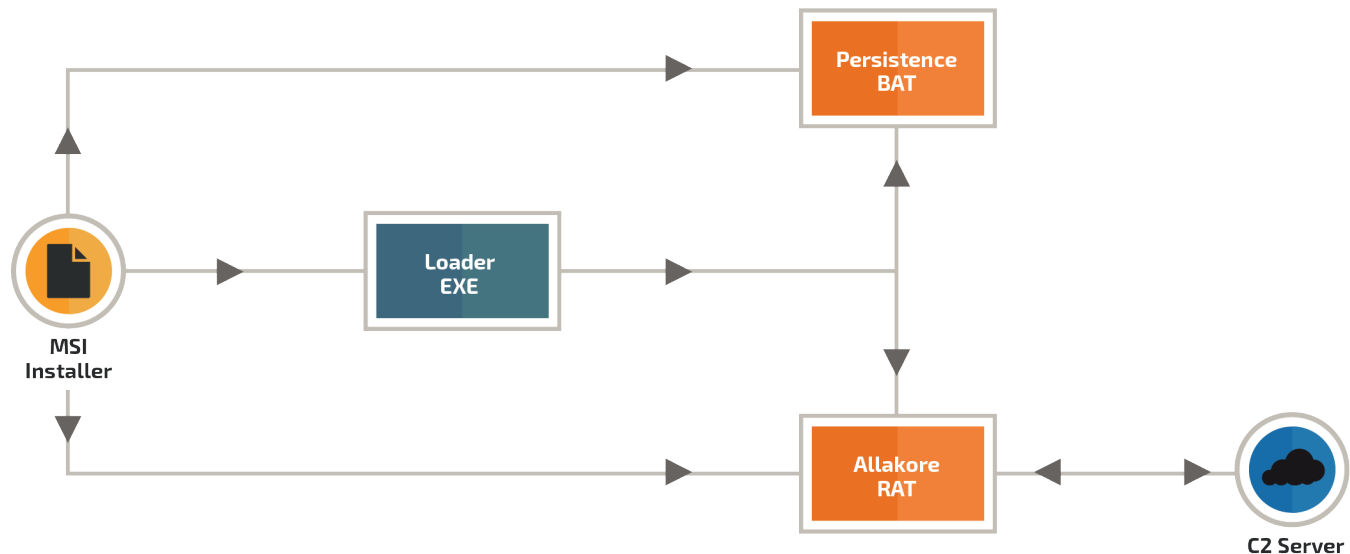 Persistence
BAT
Loader
EXE
MSI
Installer
Allakore
RAT
C2 Server